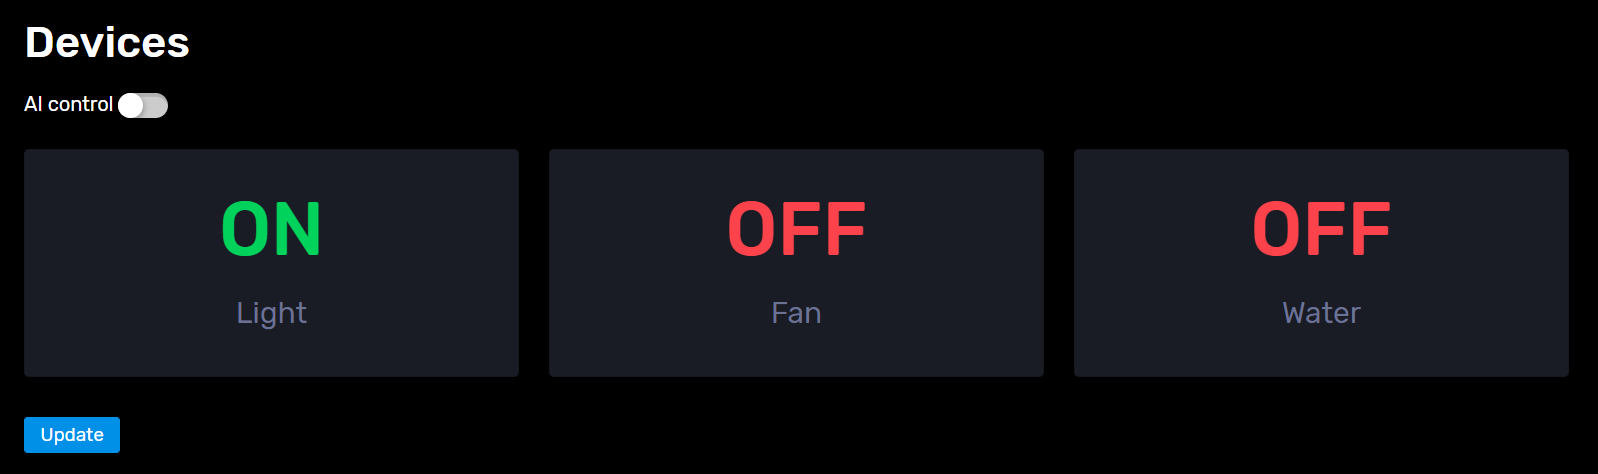 Devices
AI control
ON
Light
OFF
Fan
OFF
Water
Update